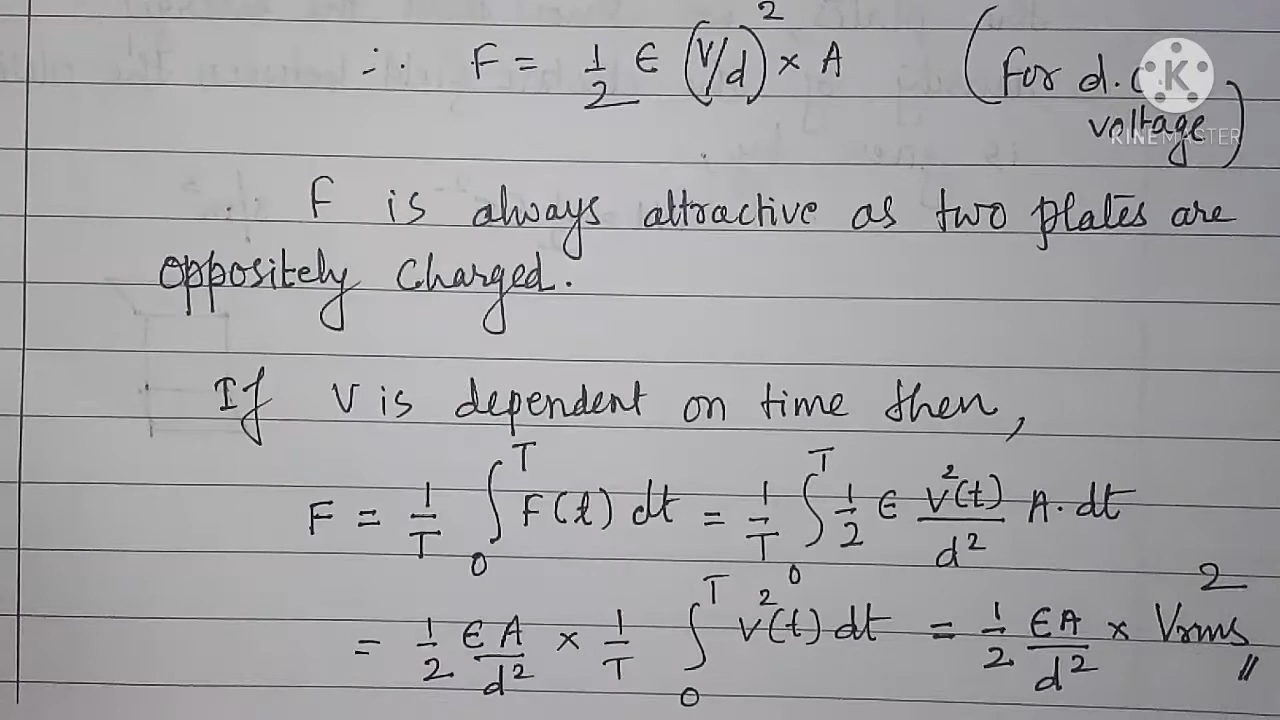 ∴ F = 1/2 ∈ (V/d)² × A (for d.c
voltage)
KINEMASTER
F is always attractive as two plates are
oppositely charged.
If V is dependent on time then,
F = 1/T ∫₀ᵀ F(t) dt = 1/T ∫₀ᵀ 1/2 ∈ v²(t)/d² A. dt
= 1/2 ∈A/d² × 1/T ∫₀ᵀ v²(t) dt = 1/2 ∈A/d² × Vrms² //